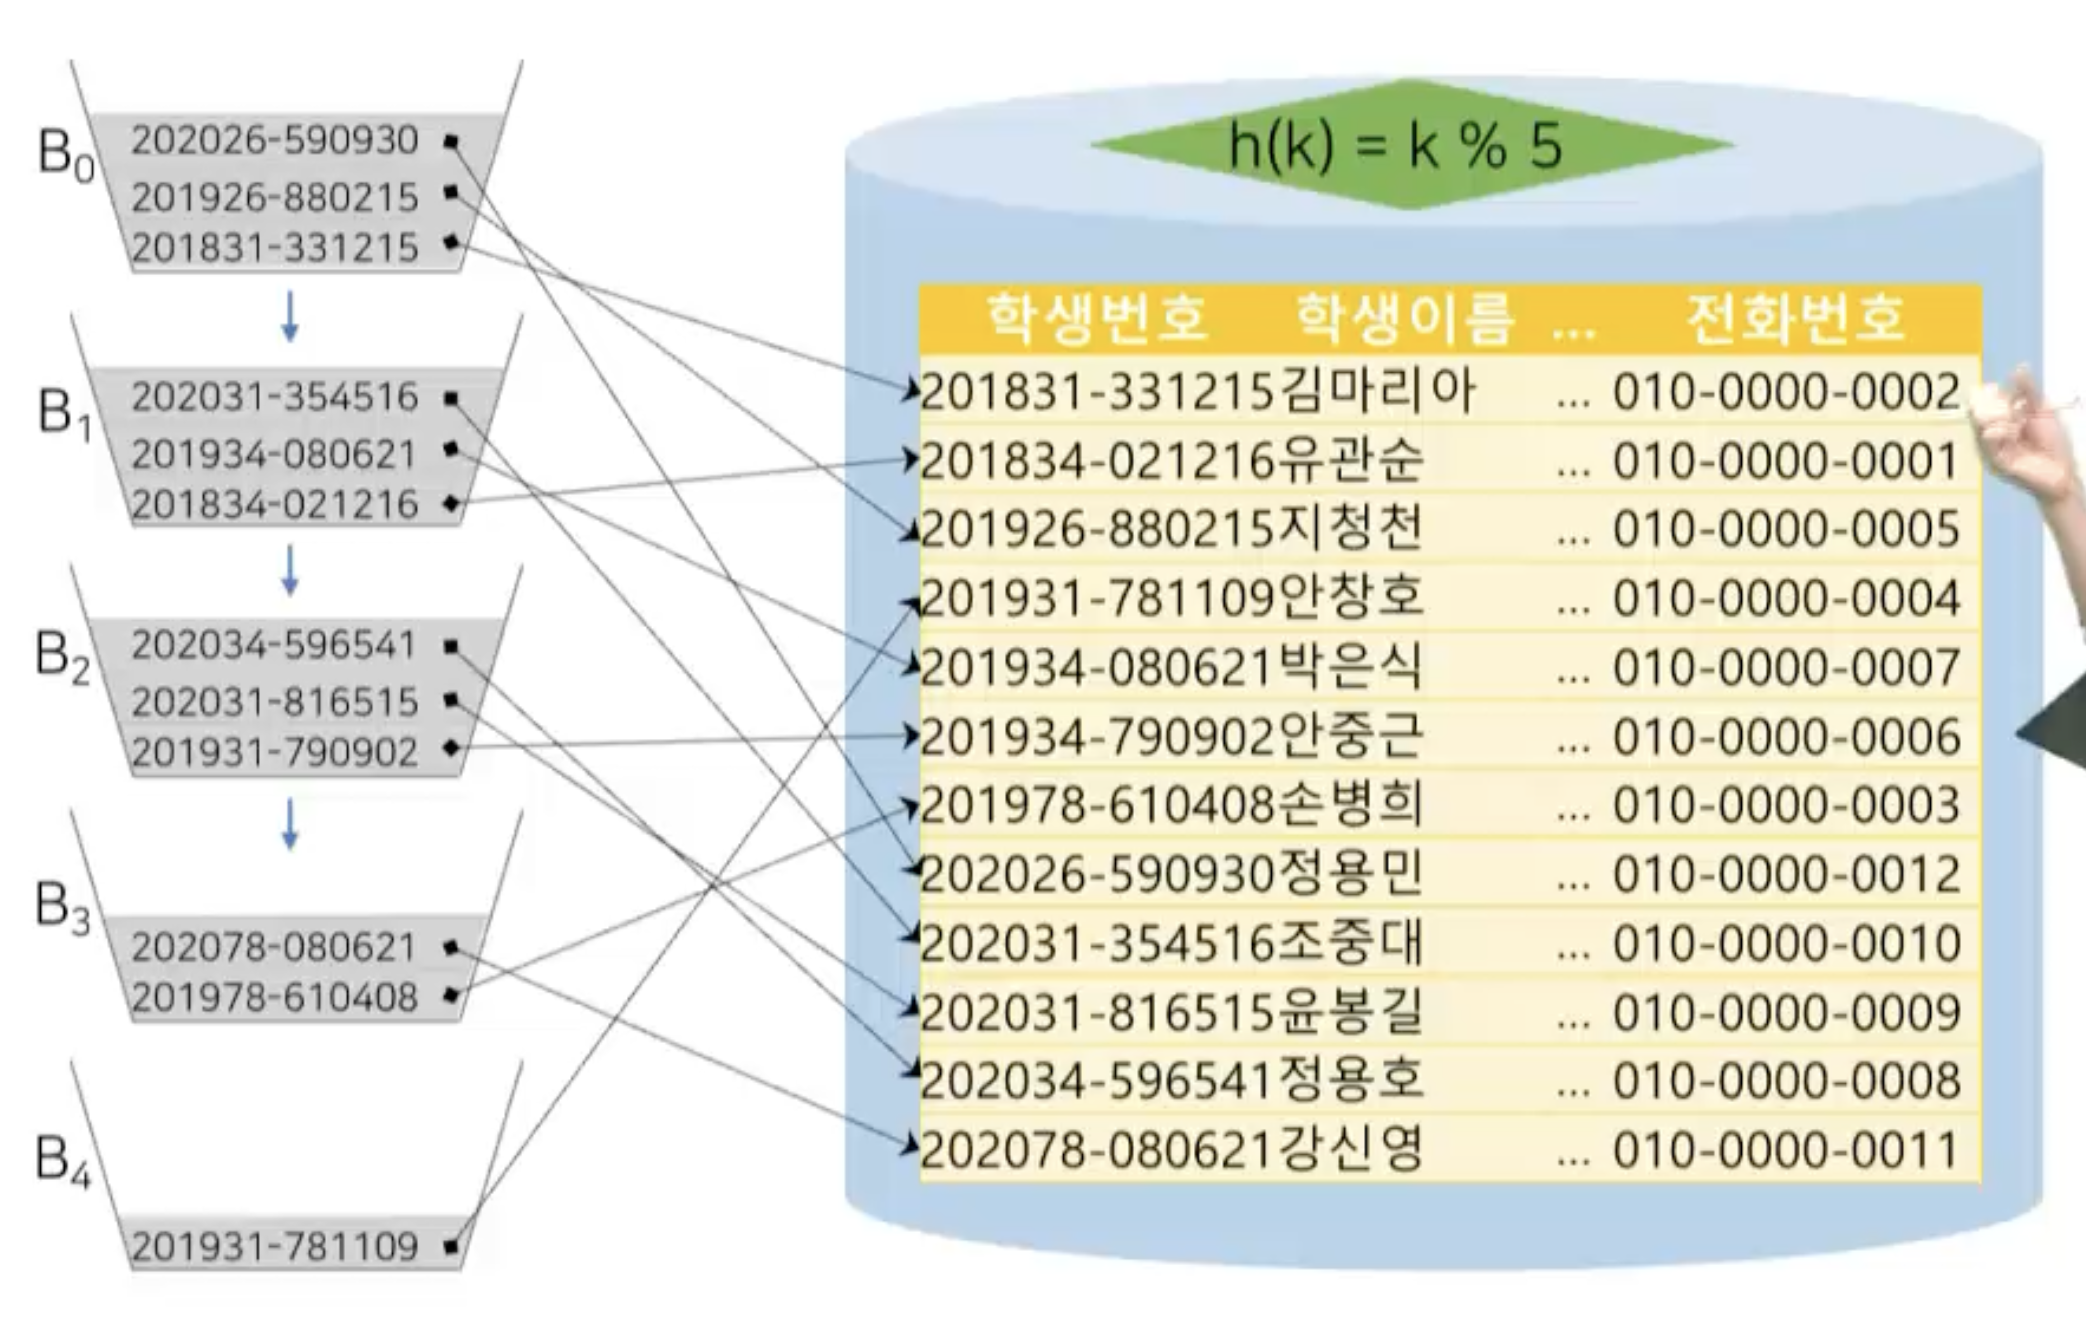 B0
202026-590930
201926-880215
201831-331215
B1
202031-354516
201934-080621
201834-021216
B2
202034-596541
202031-816515
201931-790902
B3
202078-080621
201978-610408
B4
201931-781109
h(k) = k % 5
학생번호 학생이름 ... 전화번호
201831-331215 김마리아 ... 010-0000-0002
201834-021216 유관순 ... 010-0000-0001
201926-880215 지청천 ... 010-0000-0005
201931-781109 안창호 ... 010-0000-0004
201934-080621 박은식 ... 010-0000-0007
201934-790902 안중근 ... 010-0000-0006
201978-610408 손병희 ... 010-0000-0003
202026-590930 정용민 ... 010-0000-0012
202031-354516 조중대 ... 010-0000-0010
202031-816515 윤봉길 ... 010-0000-0009
202034-596541 정용호 ... 010-0000-0008
202078-080621 강신영 ... 010-0000-0011